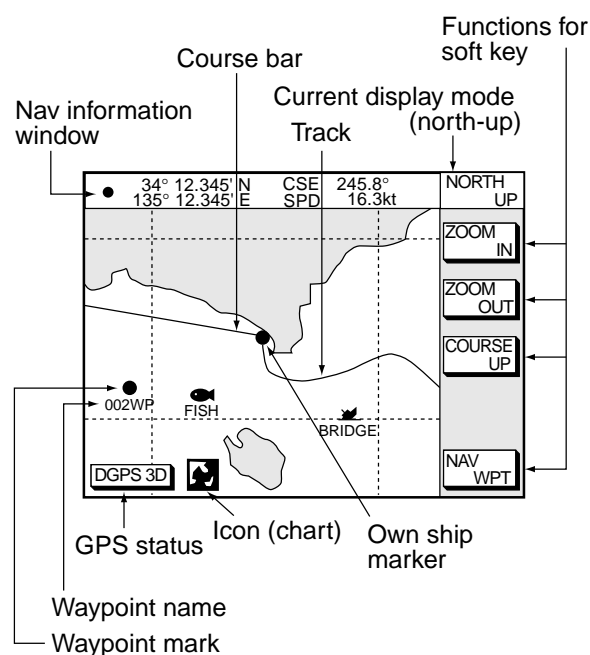 Functions for
soft key
Course bar
Current display mode
(north-up)
Nav information
window
Track
34° 12.345' N CSE 245.8°
135° 12.345' E SPD 16.3kt
NORTH
UP
ZOOM
IN
ZOOM
OUT
COURSE
UP
002WP
FISH
BRIDGE
NAV
WPT
DGPS 3D
Icon (chart)
Own ship
marker
GPS status
Waypoint name
Waypoint mark